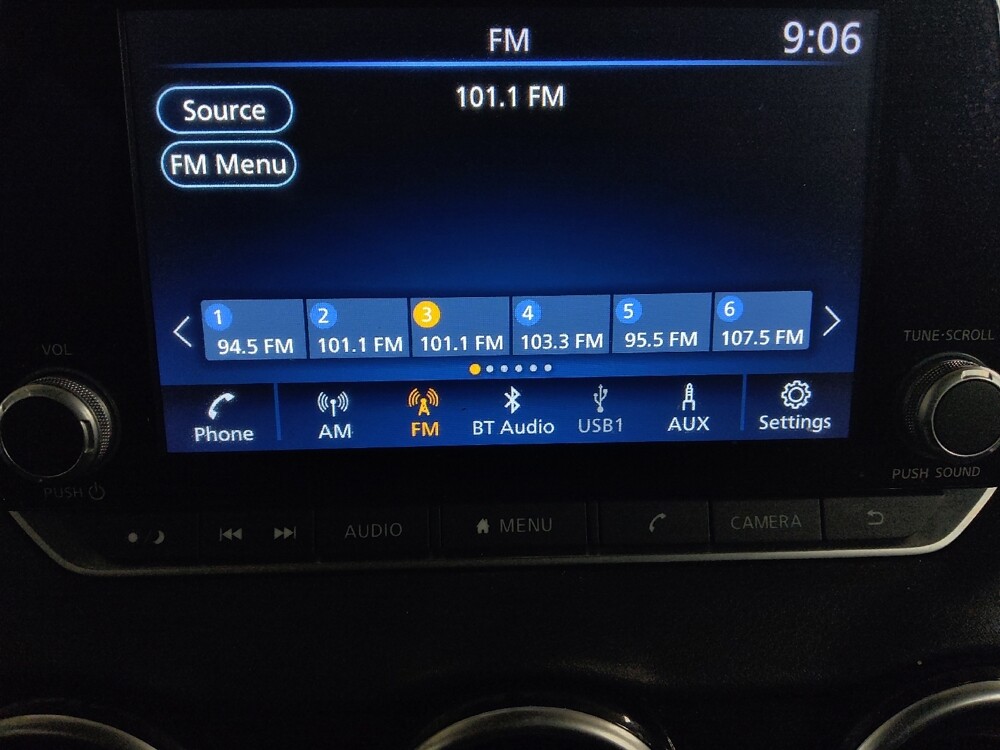 FM 9:06
Source 101.1 FM
FM Menu
1 2 3 4 5 6
94.5 FM 101.1 FM 101.1 FM 103.3 FM 95.5 FM 107.5 FM
Phone AM FM BT Audio USB1 AUX Settings
VOL TUNE·SCROLL
PUSH PUSH SOUND
AUDIO MENU CAMERA